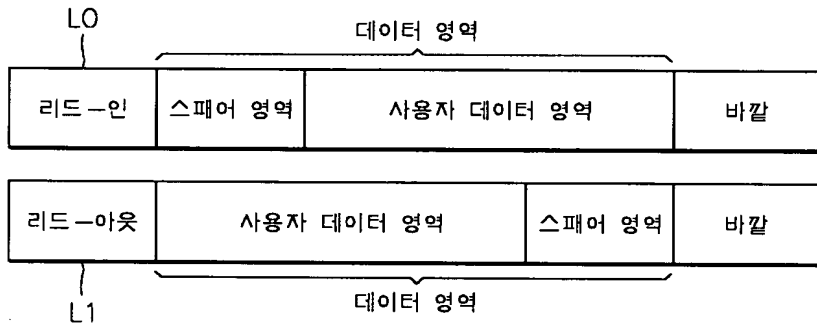 L0
데이터 영역
리드-인
스패어 영역
사용자 데이터 영역
바깥
리드-아웃
사용자 데이터 영역
스패어 영역
바깥
데이터 영역
L1